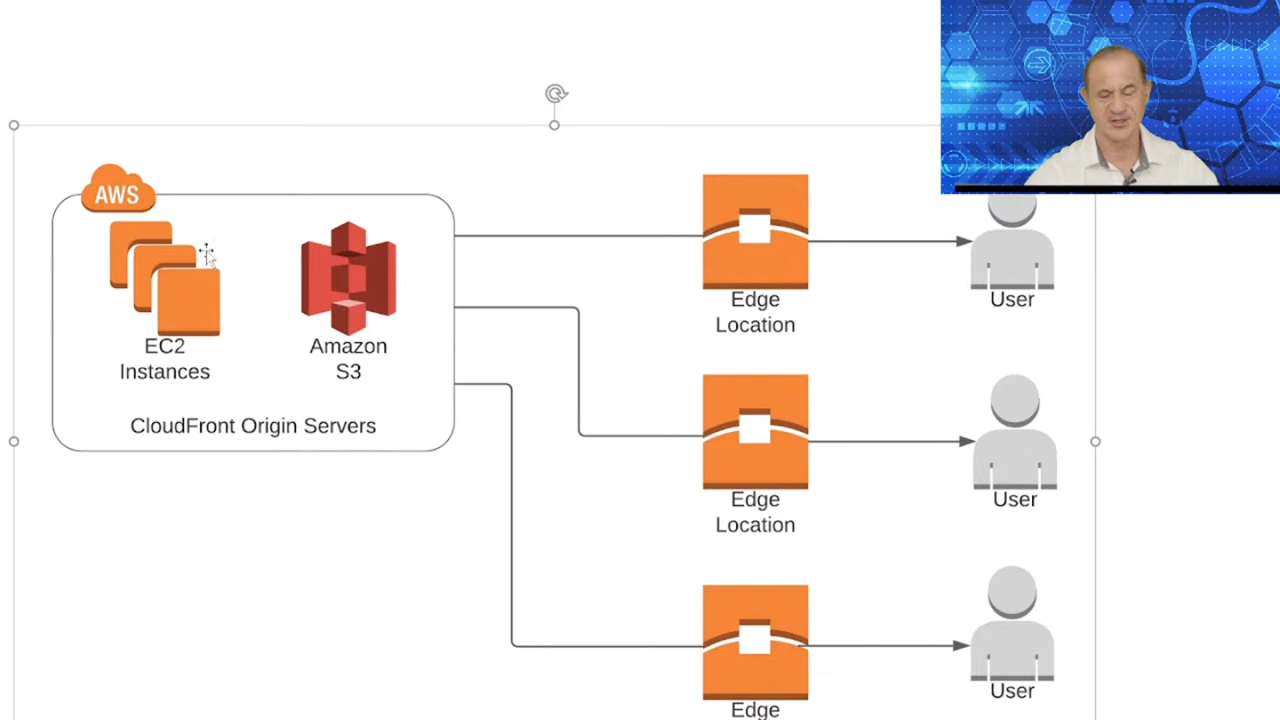 AWS
EC2
Instances
Amazon
S3
CloudFront Origin Servers
Edge
Location
User
Edge
Location
User
Edge
User